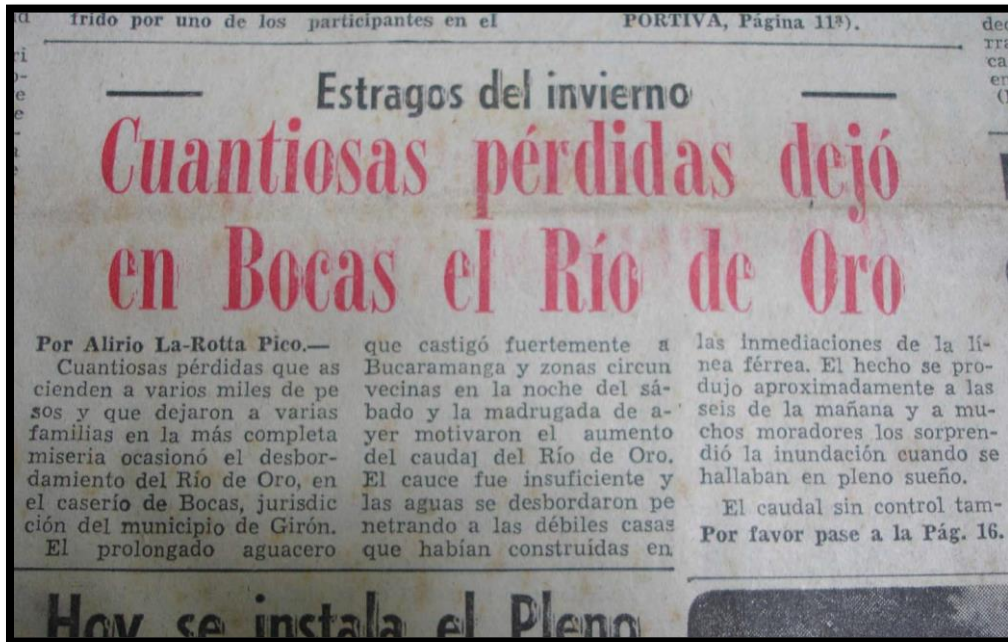 frido por uno de los participantes en el
PORTIVA, Página 11ª).
Estragos del invierno
Cuantiosas pérdidas dejó
en Bocas el Río de Oro
Por Alirio La-Rotta Pico.—
Cuantiosas pérdidas que as
cienden a varios miles de pe
sos y que dejaron a varias
familias en la más completa
miseria ocasionó el desbor-
damiento del Río de Oro, en
el caserío de Bocas, jurisdic
ción del municipio de Girón.
El prolongado aguacero
que castigó fuertemente a
Bucaramanga y zonas circun
vecinas en la noche del sá-
bado y la madrugada de a-
yer motivaron el aumento
del caudal del Río de Oro.
El cauce fue insuficiente y
las aguas se desbordaron pe
netrando a las débiles casas
que habían construídas en
las inmediaciones de la lí-
nea férrea. El hecho se pro-
dujo aproximadamente a las
seis de la mañana y a mu-
chos moradores los sorpren-
dió la inundación cuando se
hallaban en pleno sueño.
El caudal sin control tam-
Por favor pase a la Pág. 16.
Hoy se instala el Pleno